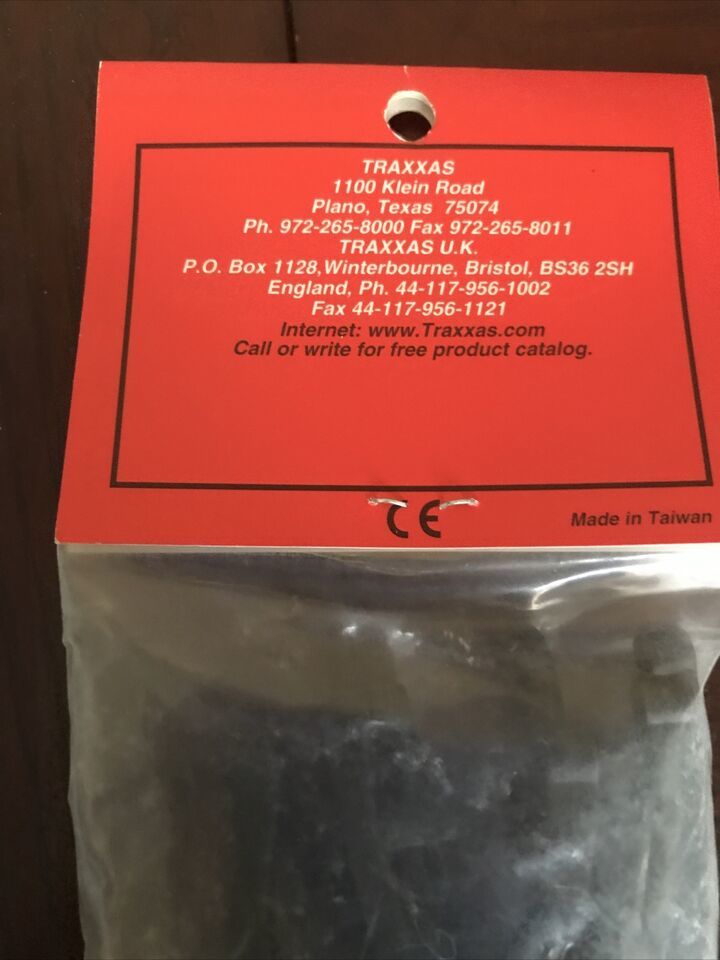 TRAXXAS
1100 Klein Road
Plano, Texas 75074
Ph. 972-265-8000 Fax 972-265-8011
TRAXXAS U.K.
P.O. Box 1128,Winterbourne, Bristol, BS36 2SH
England, Ph. 44-117-956-1002
Fax 44-117-956-1121
Internet: www.Traxxas.com
Call or write for free product catalog.
CE
Made in Taiwan